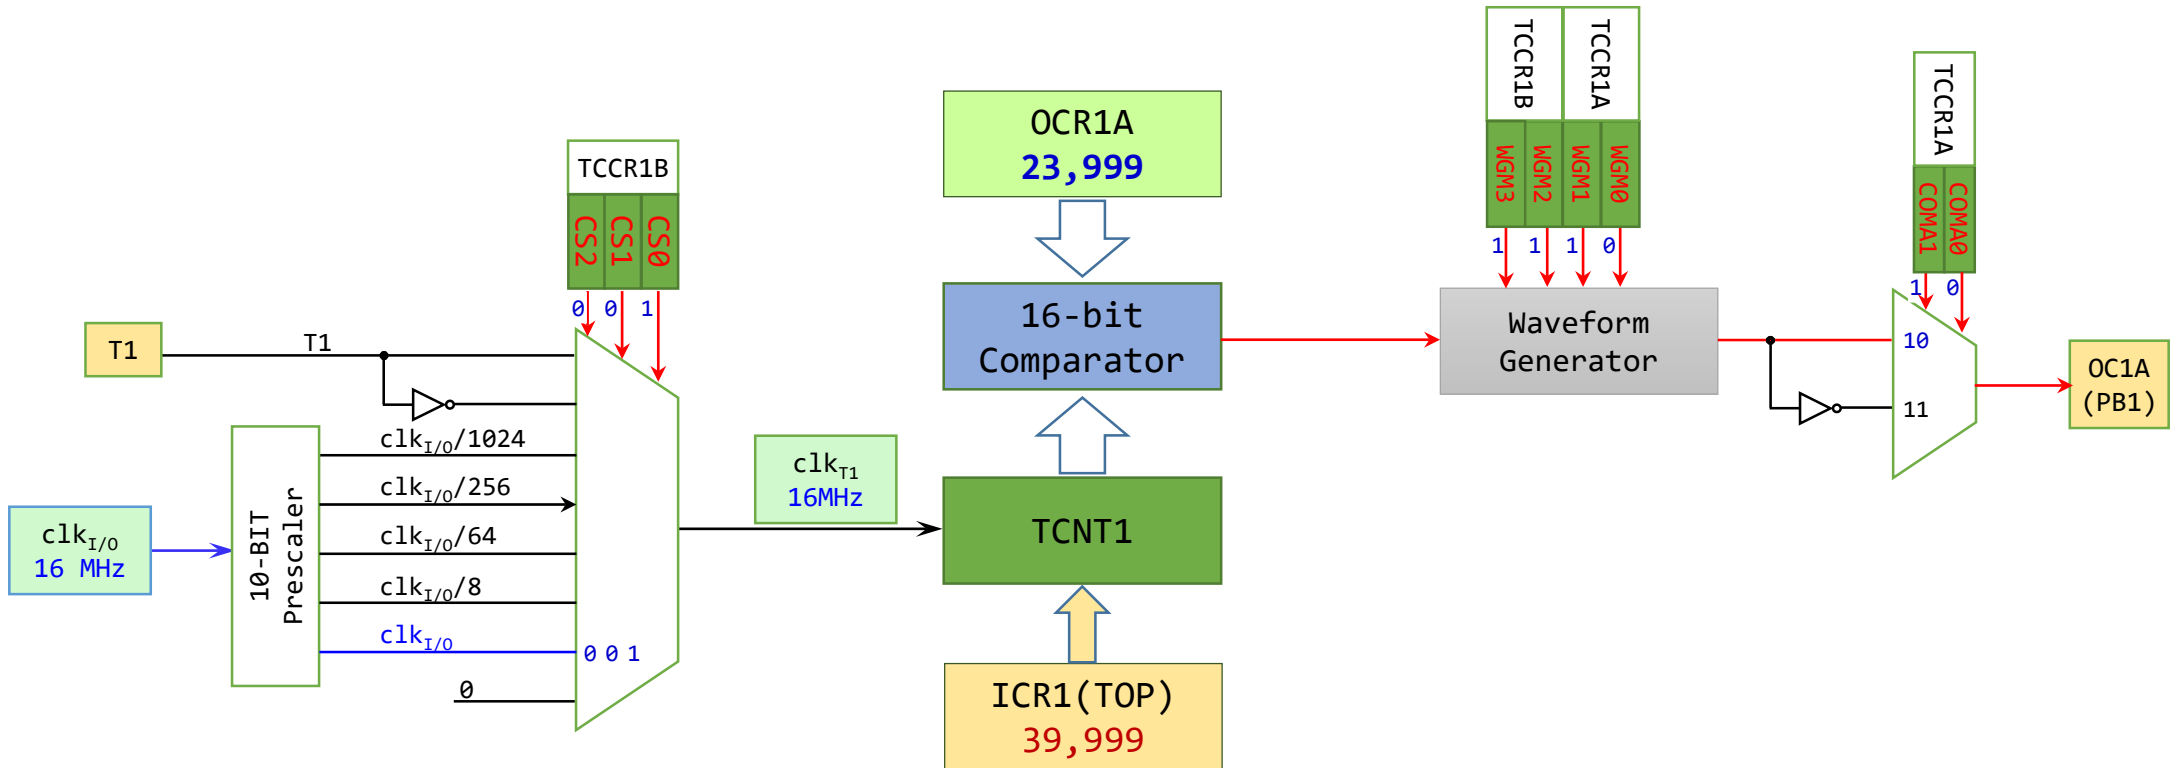 TCCR1B
CS2
CS1
CS0
0
0
1
T1
T1
clkI/O
16 MHz
10-BIT
Prescaler
clkI/O/1024
clkI/O/256
clkI/O/64
clkI/O/8
clkI/O
0 0 1
0
clkT1
16MHz
OCR1A
23,999
16-bit
Comparator
TCNT1
ICR1(TOP)
39,999
TCCR1B
TCCR1A
WGM3
WGM2
WGM1
WGM0
1
1
1
0
Waveform
Generator
TCCR1A
COMA1
COMA0
1
0
10
11
OC1A
(PB1)